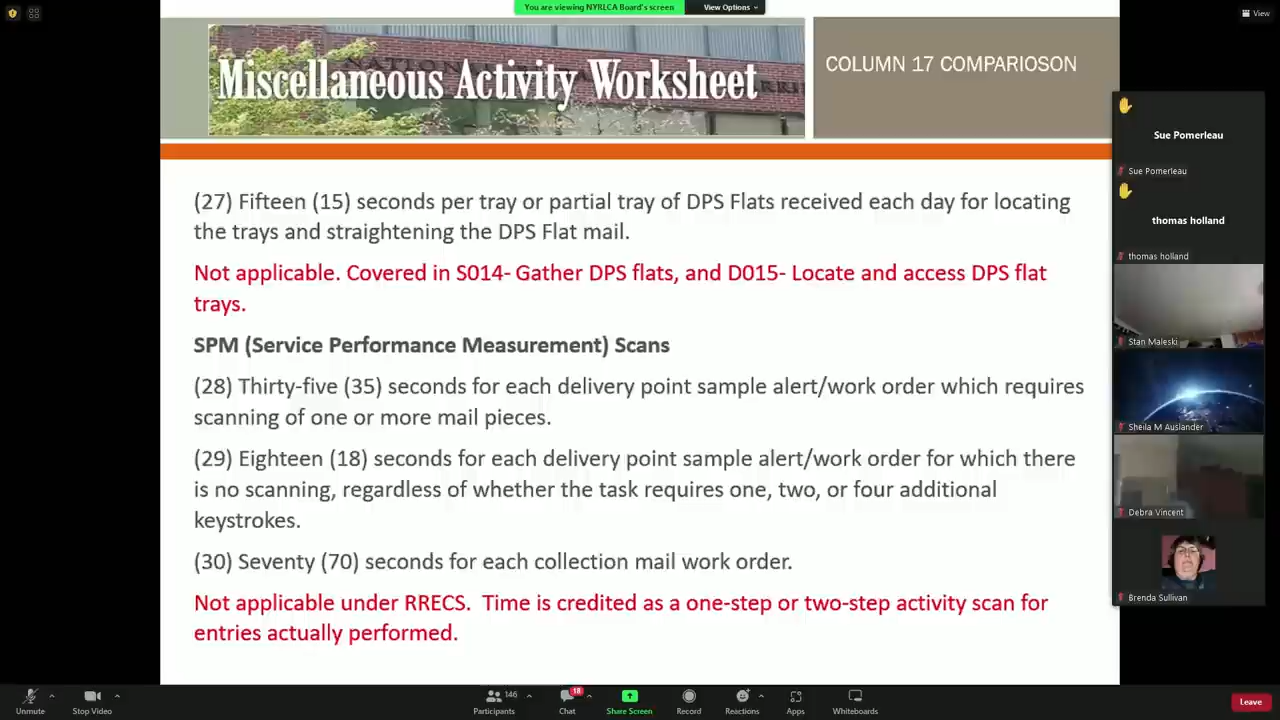 You are viewing NYRLCA Board's screen
View Options
View
Miscellaneous Activity Worksheet
COLUMN 17 COMPARIOSON
(27) Fifteen (15) seconds per tray or partial tray of DPS Flats received each day for locating
the trays and straightening the DPS Flat mail.
Not applicable. Covered in S014- Gather DPS flats, and D015- Locate and access DPS flat
trays.
SPM (Service Performance Measurement) Scans
(28) Thirty-five (35) seconds for each delivery point sample alert/work order which requires
scanning of one or more mail pieces.
(29) Eighteen (18) seconds for each delivery point sample alert/work order for which there
is no scanning, regardless of whether the task requires one, two, or four additional
keystrokes.
(30) Seventy (70) seconds for each collection mail work order.
Not applicable under RRECS.  Time is credited as a one-step or two-step activity scan for
entries actually performed.
Sue Pomerleau
Sue Pomerleau
thomas holland
thomas holland
Stan Maleski
Sheila M Auslander
Debra Vincent
Brenda Sullivan
Unmute
Stop Video
146
Participants
18
Chat
Share Screen
Record
Reactions
Apps
Whiteboards
Leave